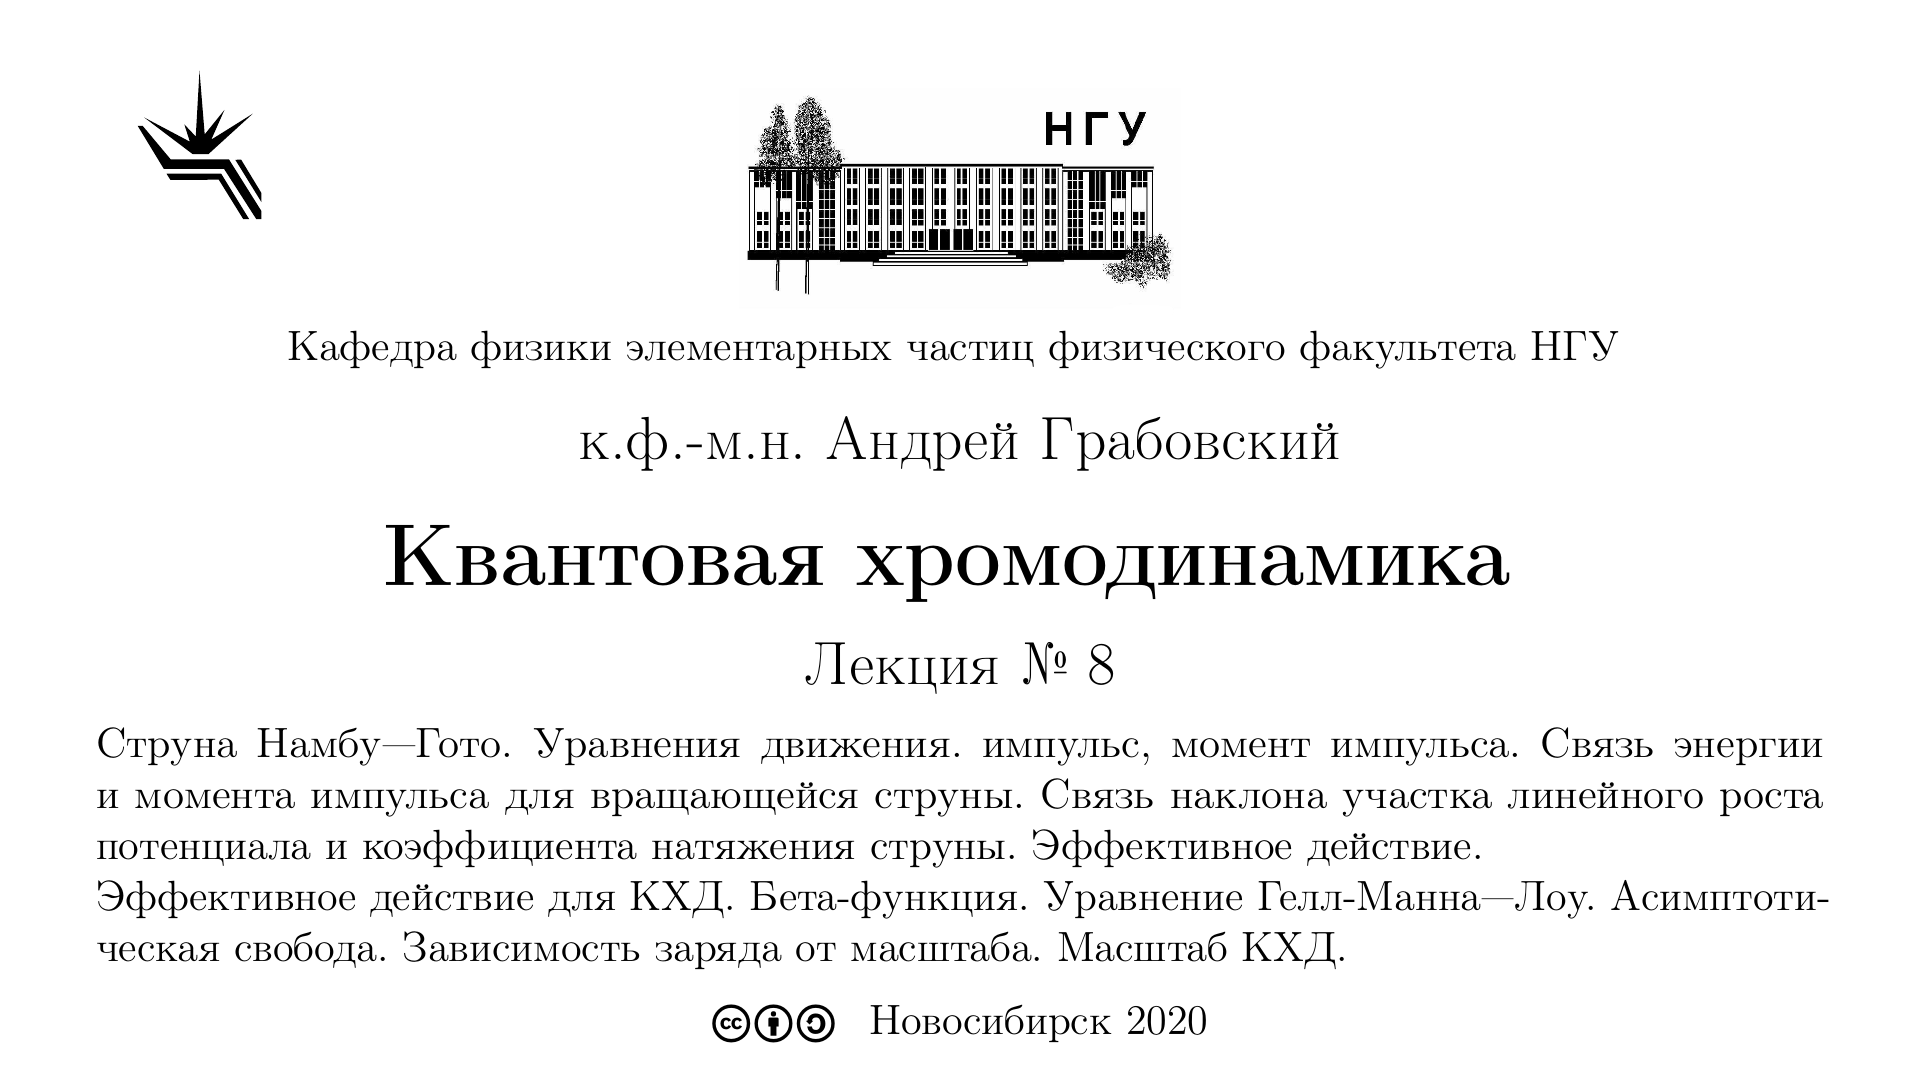 НГУ
Кафедра физики элементарных частиц физического факультета НГУ
к.ф.-м.н. Андрей Грабовский
Квантовая хромодинамика
Лекция № 8
Струна Намбу—Гото. Уравнения движения. импульс, момент импульса. Связь энергии
и момента импульса для вращающейся струны. Связь наклона участка линейного роста
потенциала и коэффициента натяжения струны. Эффективное действие.
Эффективное действие для КХД. Бета-функция. Уравнение Гелл-Манна—Лоу. Асимптоти-
ческая свобода. Зависимость заряда от масштаба. Масштаб КХД.
cc Новосибирск 2020